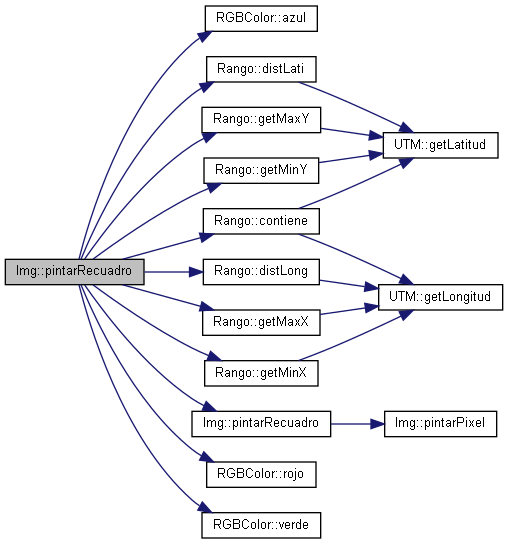 RGBColor::azul
Rango::distLati
Rango::getMaxY
UTM::getLatitud
Rango::getMinY
Rango::contiene
Img::pintarRecuadro
Rango::distLong
UTM::getLongitud
Rango::getMaxX
Rango::getMinX
Img::pintarRecuadro
Img::pintarPixel
RGBColor::rojo
RGBColor::verde